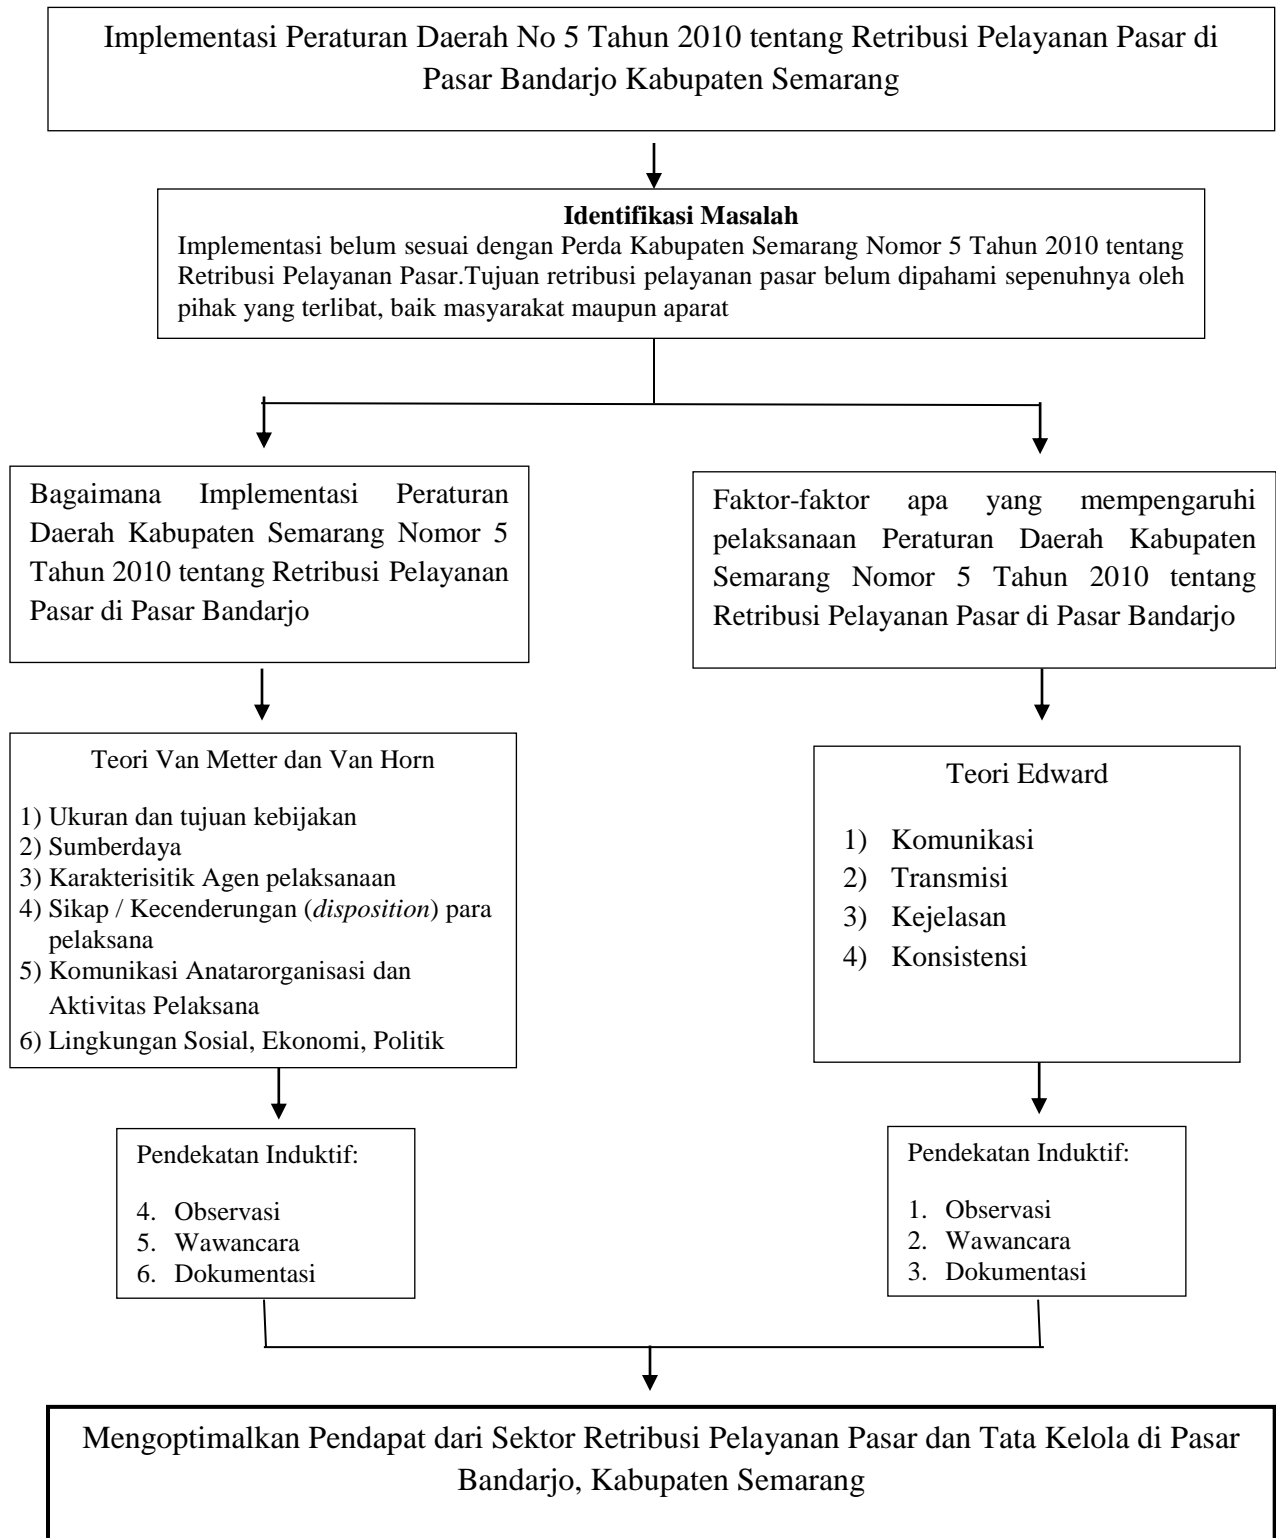 Implementasi Peraturan Daerah No 5 Tahun 2010 tentang Retribusi Pelayanan Pasar di
Pasar Bandarjo Kabupaten Semarang
Identifikasi Masalah
Implementasi belum sesuai dengan Perda Kabupaten Semarang Nomor 5 Tahun 2010 tentang
Retribusi Pelayanan Pasar.Tujuan retribusi pelayanan pasar belum dipahami sepenuhnya oleh
pihak yang terlibat, baik masyarakat maupun aparat
Bagaimana Implementasi Peraturan
Daerah Kabupaten Semarang Nomor 5
Tahun 2010 tentang Retribusi Pelayanan
Pasar di Pasar Bandarjo
Faktor-faktor apa yang mempengaruhi
pelaksanaan Peraturan Daerah Kabupaten
Semarang Nomor 5 Tahun 2010 tentang
Retribusi Pelayanan Pasar di Pasar Bandarjo
Teori Van Metter dan Van Horn
1) Ukuran dan tujuan kebijakan
2) Sumberdaya
3) Karakterisitik Agen pelaksanaan
4) Sikap / Kecenderungan (disposition) para
pelaksana
5) Komunikasi Anatarorganisasi dan
Aktivitas Pelaksana
6) Lingkungan Sosial, Ekonomi, Politik
Teori Edward
1) Komunikasi
2) Transmisi
3) Kejelasan
4) Konsistensi
Pendekatan Induktif:
4. Observasi
5. Wawancara
6. Dokumentasi
Pendekatan Induktif:
1. Observasi
2. Wawancara
3. Dokumentasi
Mengoptimalkan Pendapat dari Sektor Retribusi Pelayanan Pasar dan Tata Kelola di Pasar
Bandarjo, Kabupaten Semarang